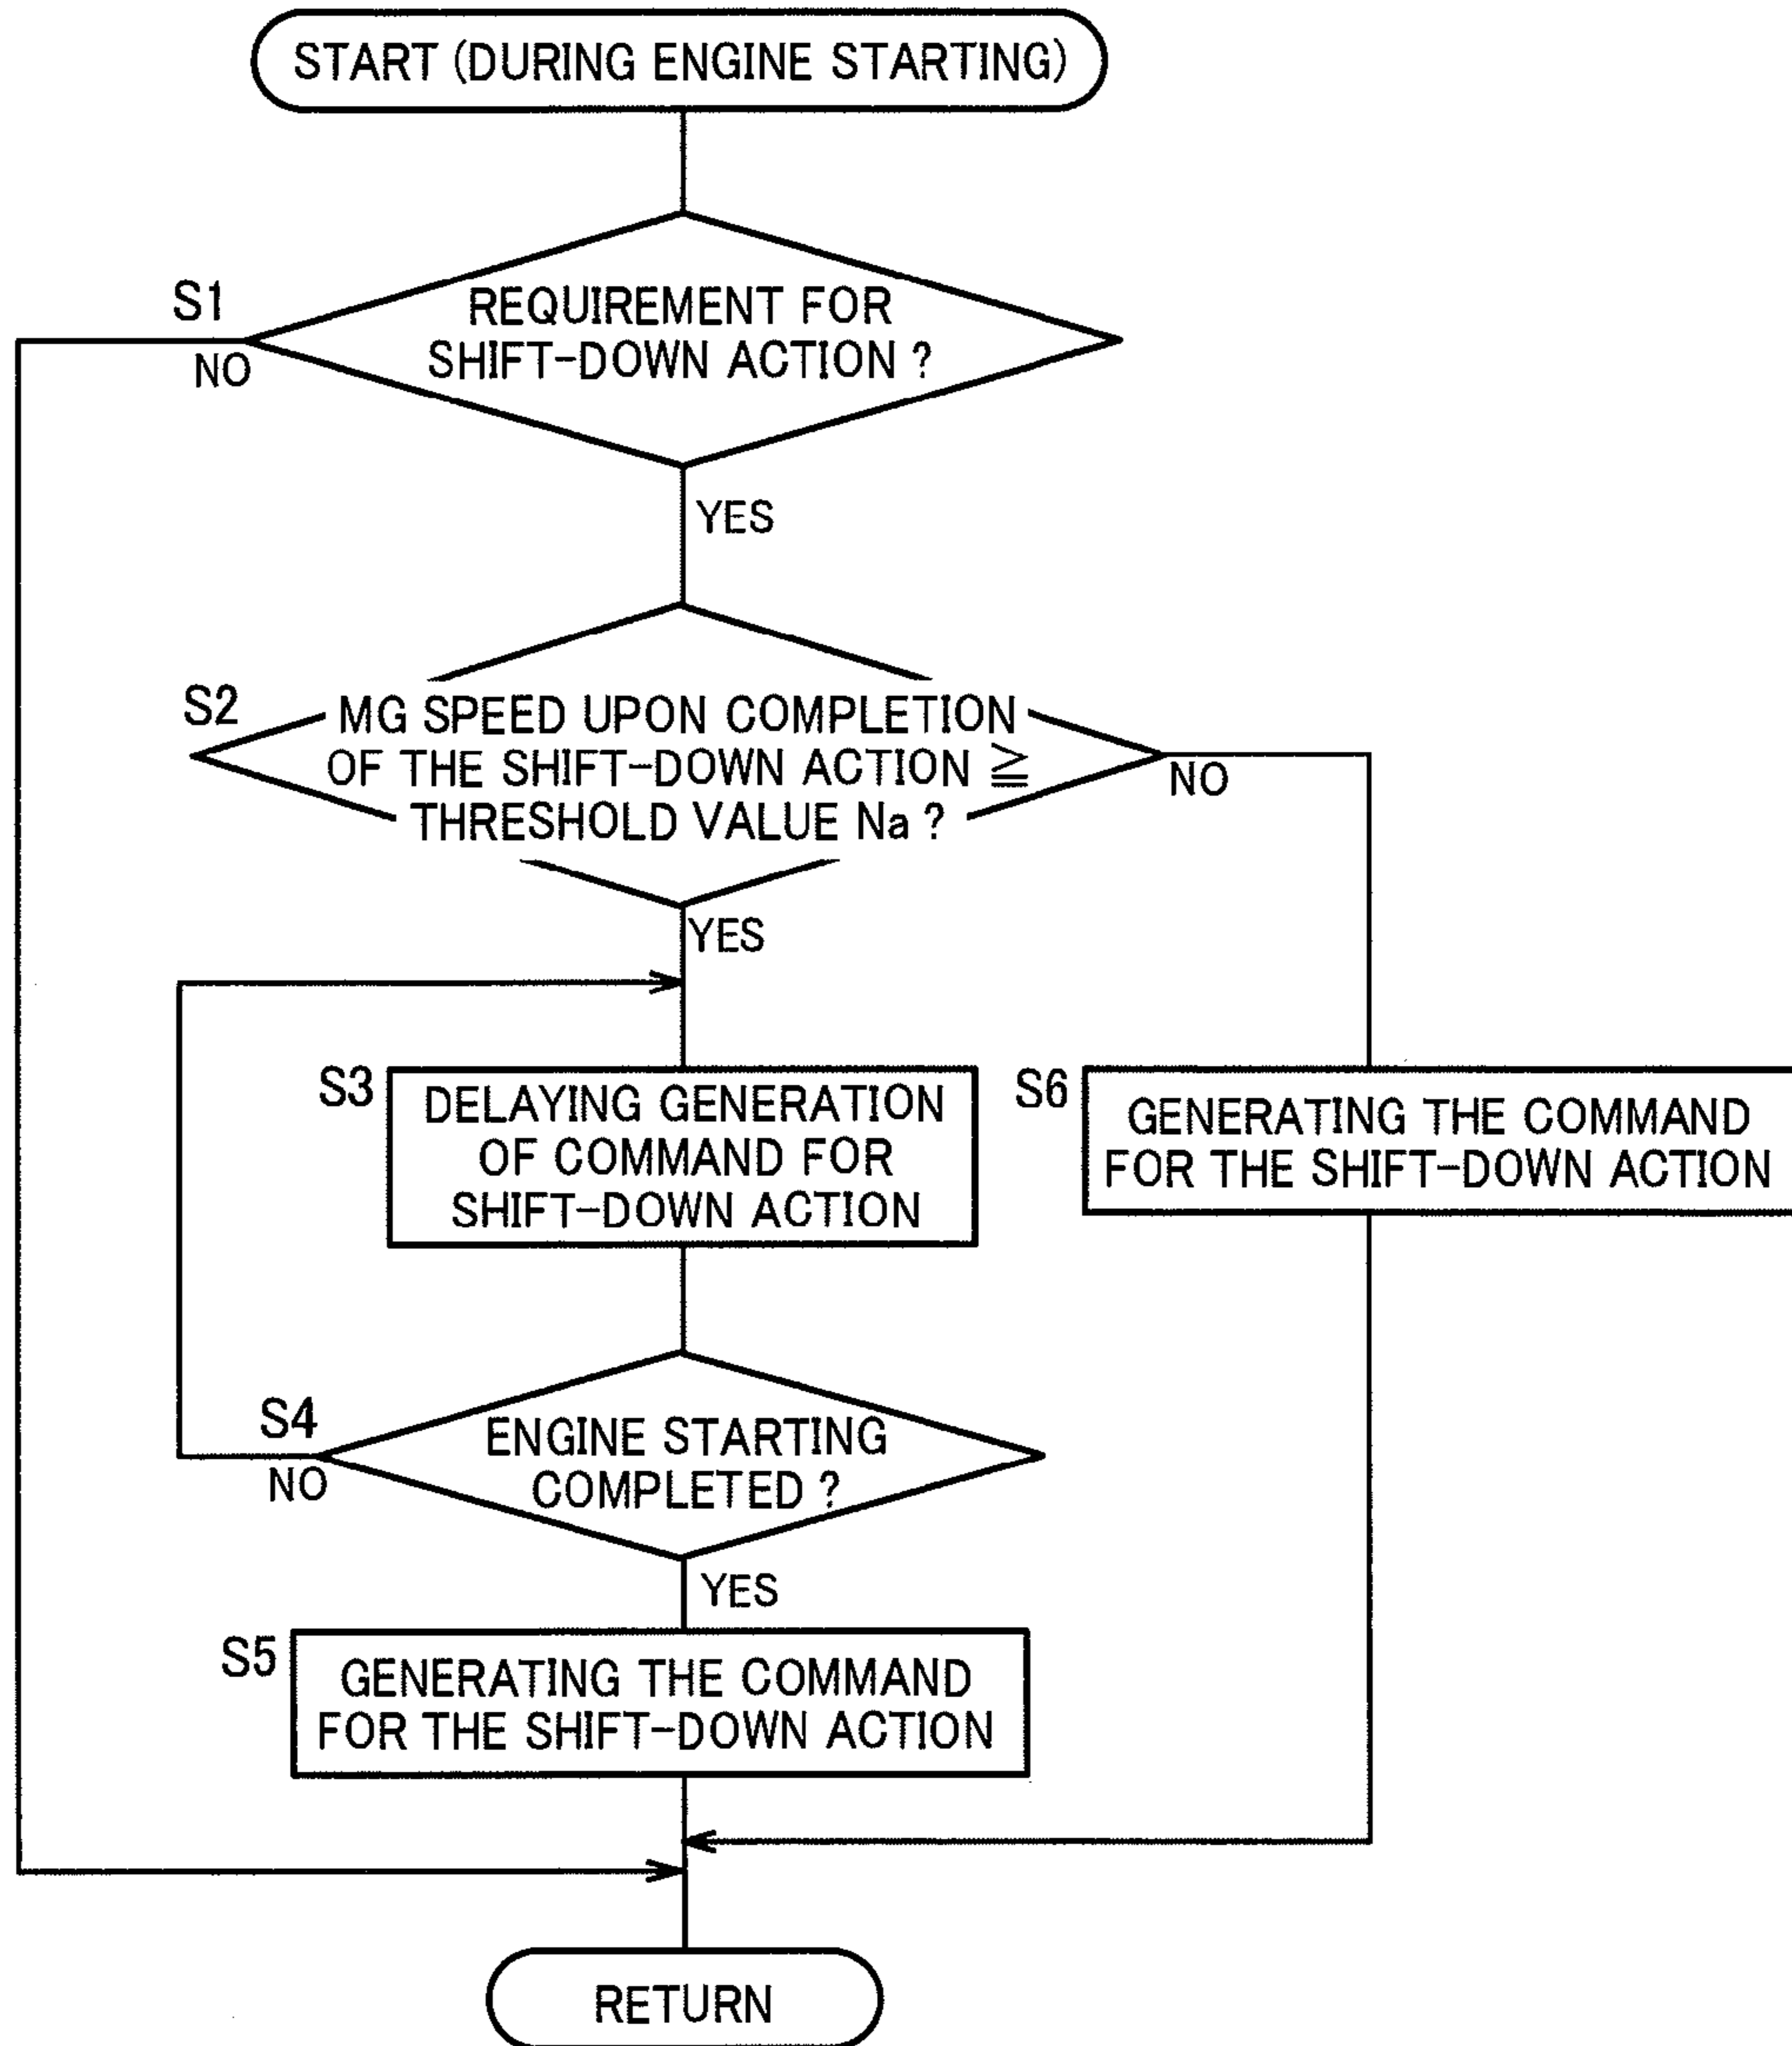 START (DURING ENGINE STARTING)
S1
REQUIREMENT FOR
SHIFT-DOWN ACTION ?
NO
YES
S2
MG SPEED UPON COMPLETION
OF THE SHIFT-DOWN ACTION ≧
THRESHOLD VALUE Na ?
NO
YES
S3
DELAYING GENERATION
OF COMMAND FOR
SHIFT-DOWN ACTION
S6
GENERATING THE COMMAND
FOR THE SHIFT-DOWN ACTION
S4
ENGINE STARTING
COMPLETED ?
NO
YES
S5
GENERATING THE COMMAND
FOR THE SHIFT-DOWN ACTION
RETURN